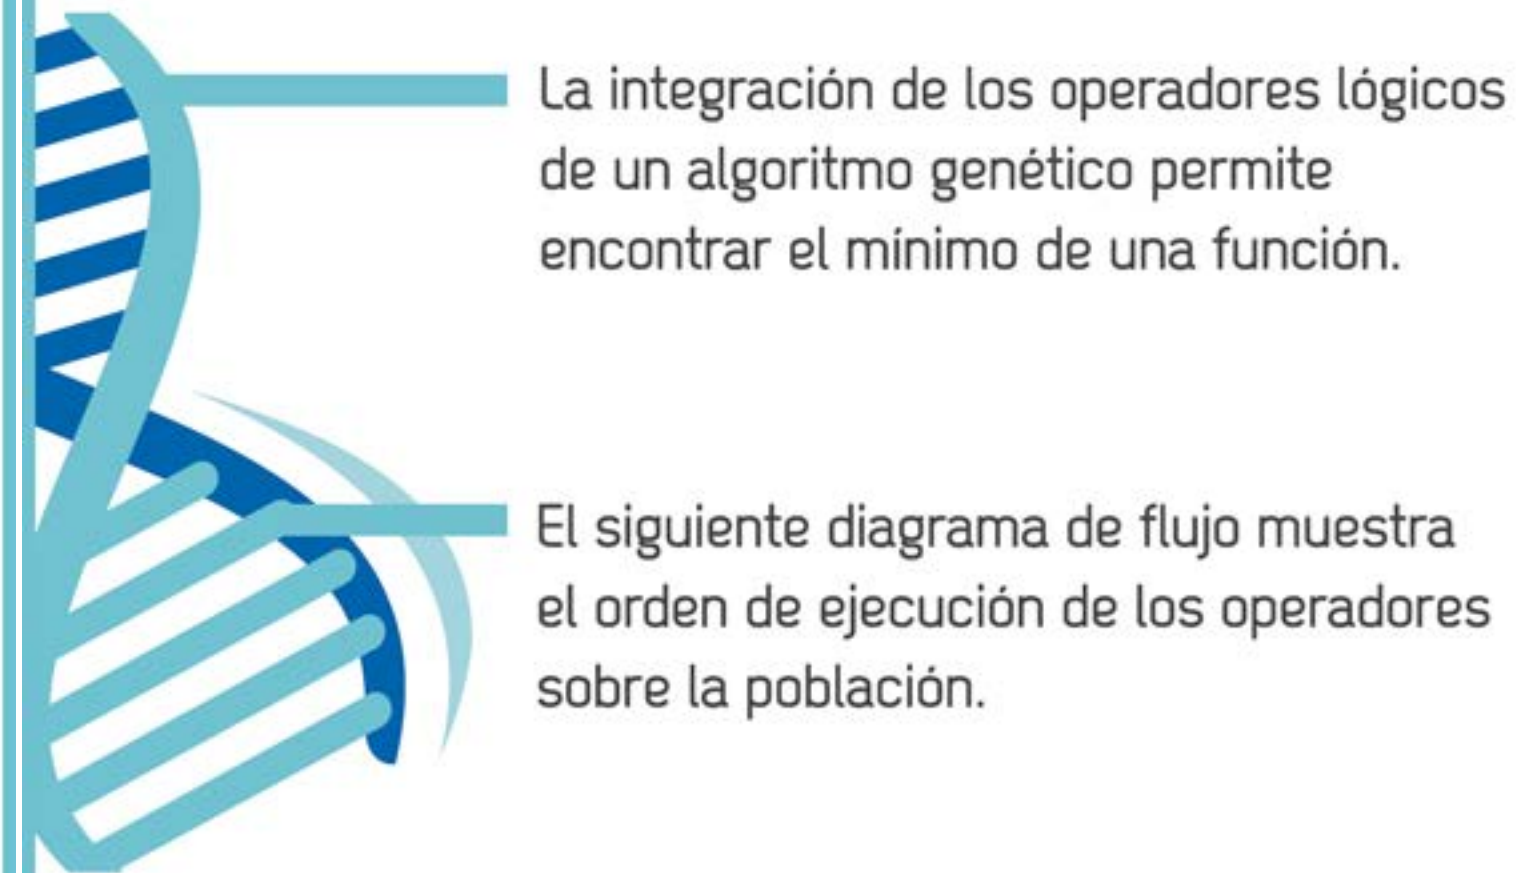 La integración de los operadores lógicos
de un algoritmo genético permite
encontrar el mínimo de una función.
El siguiente diagrama de flujo muestra
el orden de ejecución de los operadores
sobre la población.